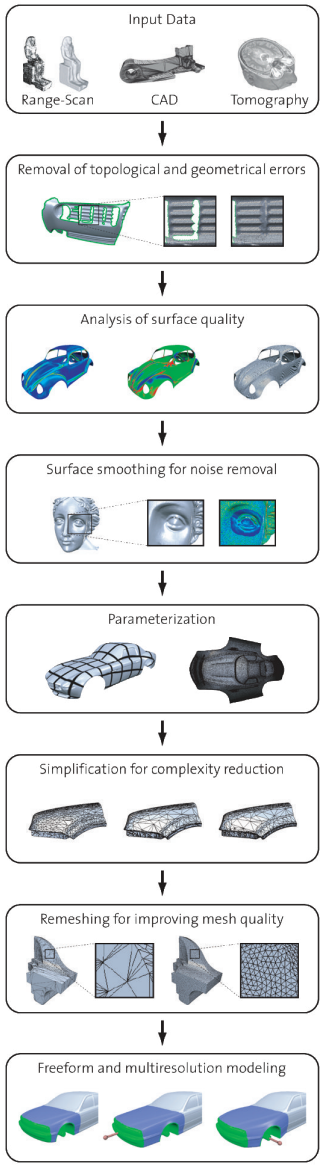 Input Data
Range-Scan CAD Tomography
Removal of topological and geometrical errors
Analysis of surface quality
Surface smoothing for noise removal
Parameterization
Simplification for complexity reduction
Remeshing for improving mesh quality
Freeform and multiresolution modeling